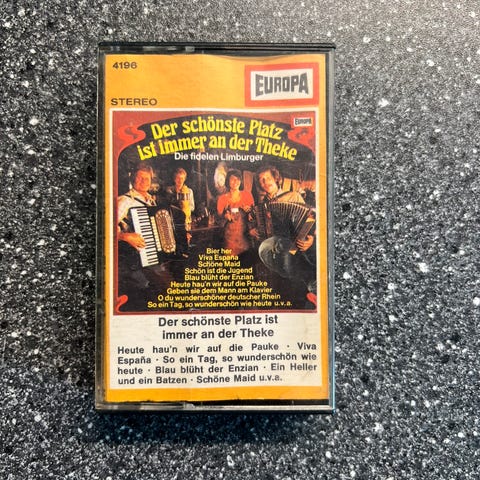 4196
EUROPA
STEREO
Der schönste Platz
ist immer an der Theke
EUROPA
Die fidelen Limburger
Bier her
Viva España
Schöne Maid
Schön ist die Jugend
Blau blüht der Enzian
Heute hau'n wir auf die Pauke
Geben sie dem Mann am Klavier
O du wunderschöner deutscher Rhein
So ein Tag, so wunderschön wie heute u.v.a.
Der schönste Platz ist
immer an der Theke
Heute hau'n wir auf die Pauke · Viva
España · So ein Tag, so wunderschön wie
heute · Blau blüht der Enzian · Ein Heller
und ein Batzen · Schöne Maid u.v.a.